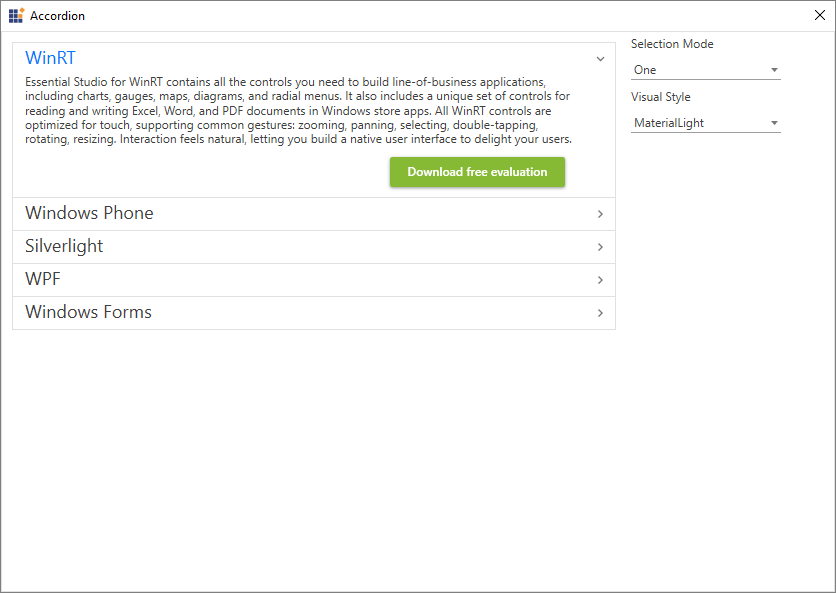 Accordion
WinRT
Essential Studio for WinRT contains all the controls you need to build line-of-business applications,
including charts, gauges, maps, diagrams, and radial menus. It also includes a unique set of controls for
reading and writing Excel, Word, and PDF documents in Windows store apps. All WinRT controls are
optimized for touch, supporting common gestures: zooming, panning, selecting, double-tapping,
rotating, resizing. Interaction feels natural, letting you build a native user interface to delight your users.
Download free evaluation
Windows Phone
Silverlight
WPF
Windows Forms
Selection Mode
One
Visual Style
MaterialLight